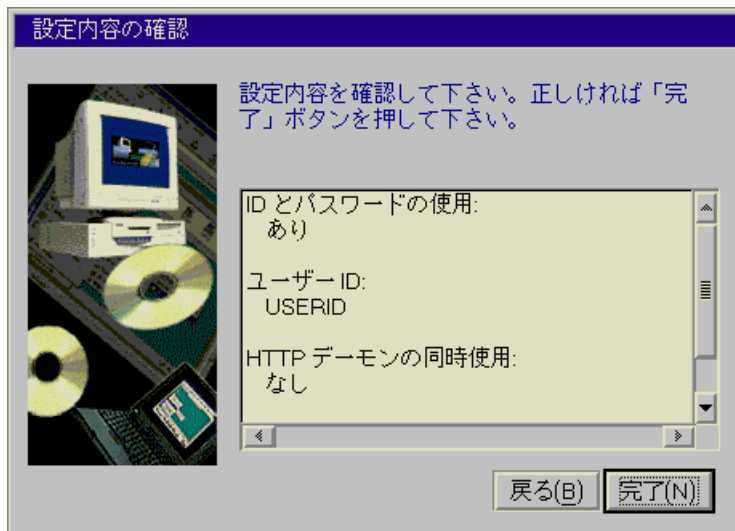 設定内容の確認
設定内容を確認して下さい。正しければ「完
了」ボタンを押して下さい。
ID とパスワードの使用:
あり
ユーザー ID:
USERID
HTTP デーモンの同時使用:
なし
戻る(B)
完了(N)